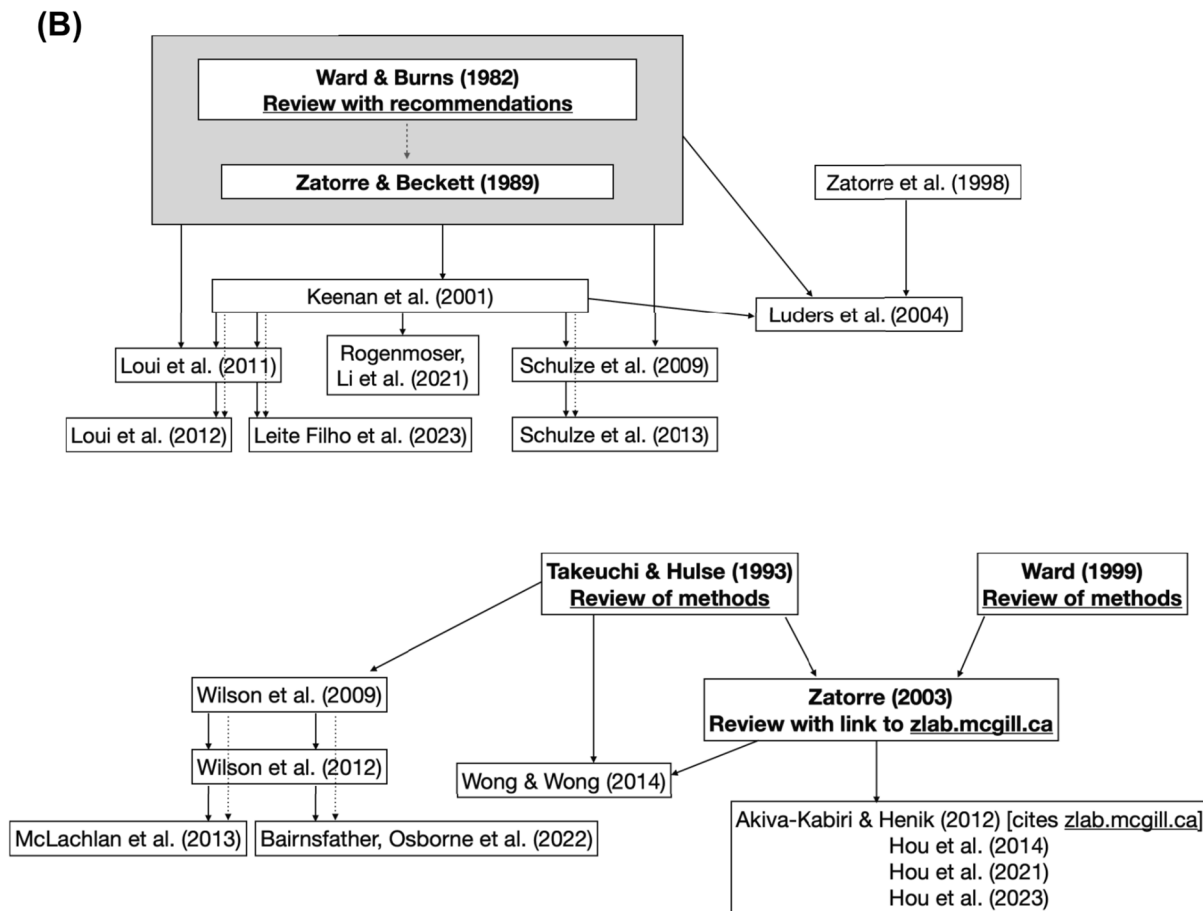 (B)
Ward & Burns (1982)
Review with recommendations
Zatorre & Beckett (1989)
Zatorre et al. (1998)
Keenan et al. (2001)
Luders et al. (2004)
Loui et al. (2011)
Rogenmoser,
Li et al. (2021)
Schulze et al. (2009)
Loui et al. (2012)
Leite Filho et al. (2023)
Schulze et al. (2013)
Takeuchi & Hulse (1993)
Review of methods
Ward (1999)
Review of methods
Wilson et al. (2009)
Zatorre (2003)
Review with link to zlab.mcgill.ca
Wilson et al. (2012)
Wong & Wong (2014)
McLachlan et al. (2013)
Bairnsfather, Osborne et al. (2022)
Akiva-Kabiri & Henik (2012) [cites zlab.mcgill.ca]
Hou et al. (2014)
Hou et al. (2021)
Hou et al. (2023)